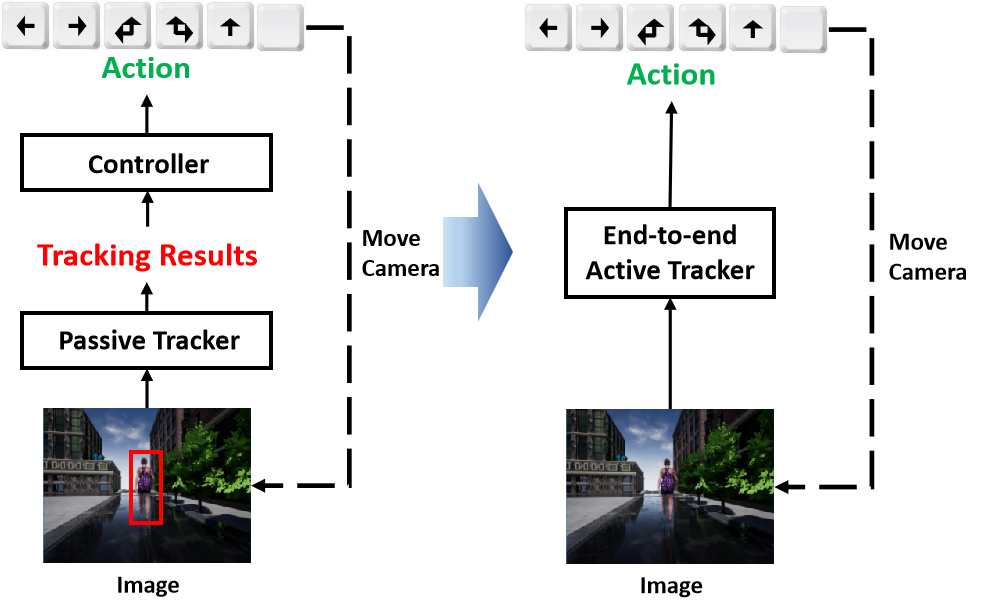 Action
Controller
Tracking Results
Passive Tracker
Image
Move
Camera
Action
End-to-end
Active Tracker
Image
Move
Camera